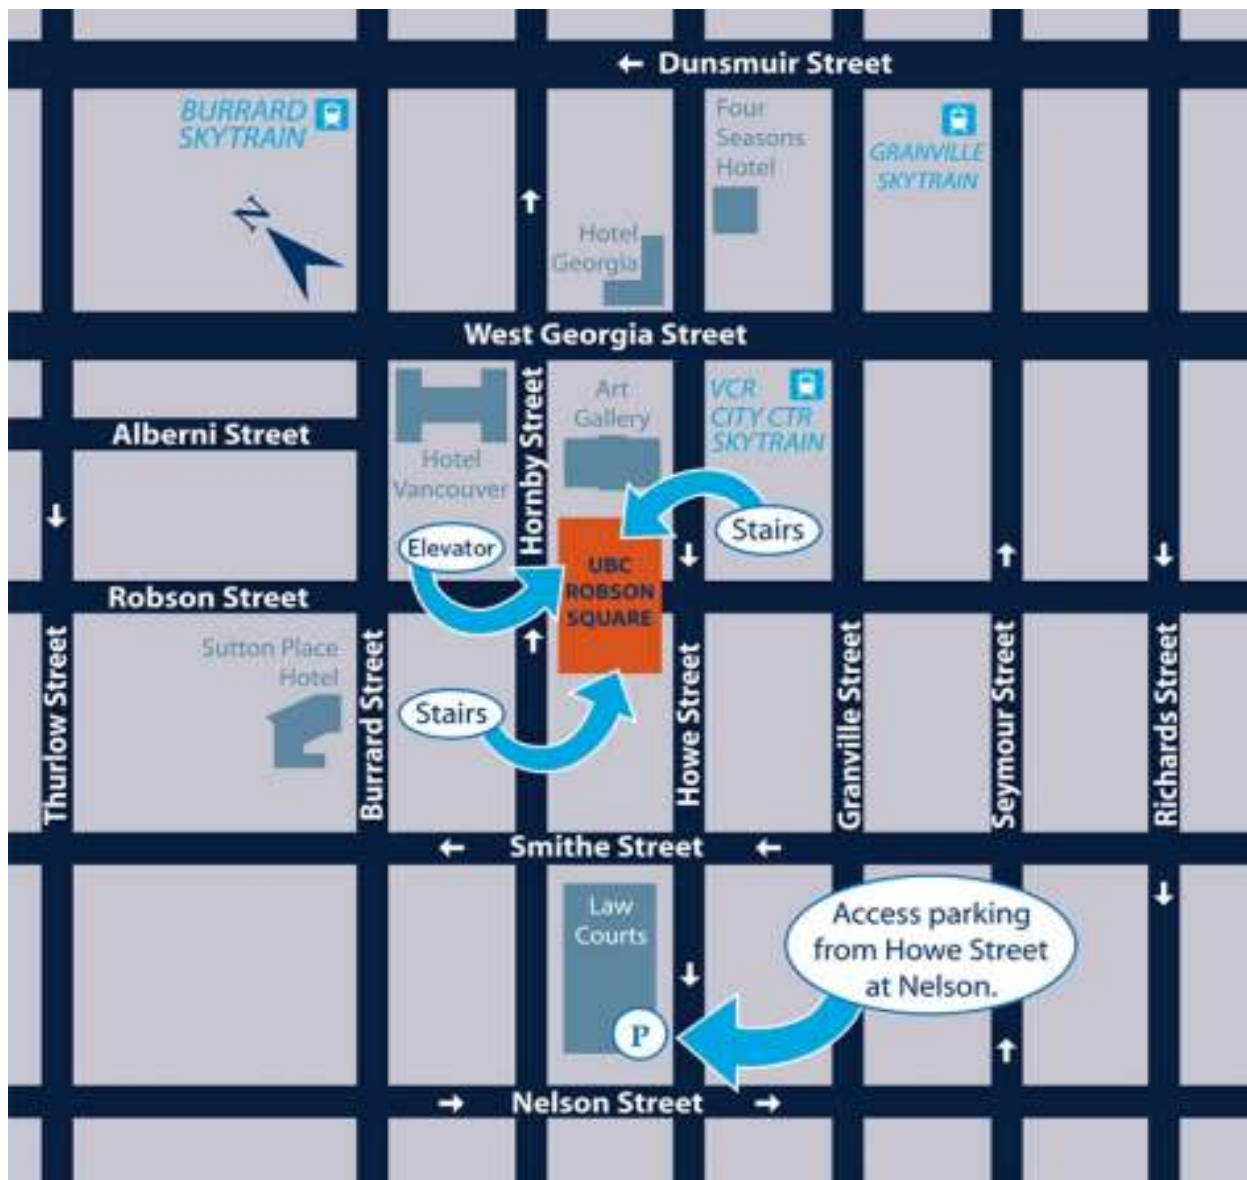 ← Dunsmuir Street
BURRARD
SKYTRAIN
Four
Seasons
Hotel
GRANVILLE
SKYTRAIN
N
Hotel
Georgia
West Georgia Street
Hornby Street
Art
Gallery
VCR
CITY CTR
SKYTRAIN
Alberni Street
Hotel
Vancouver
Elevator
Stairs
UBC
ROBSON
SQUARE
Robson Street
Sutton Place
Hotel
Stairs
Thurlow Street
Burrard Street
Howe Street
Granville Street
Seymour Street
Richards Street
← Smithe Street ←
Law
Courts
Access parking
from Howe Street
at Nelson.
P
→ Nelson Street →